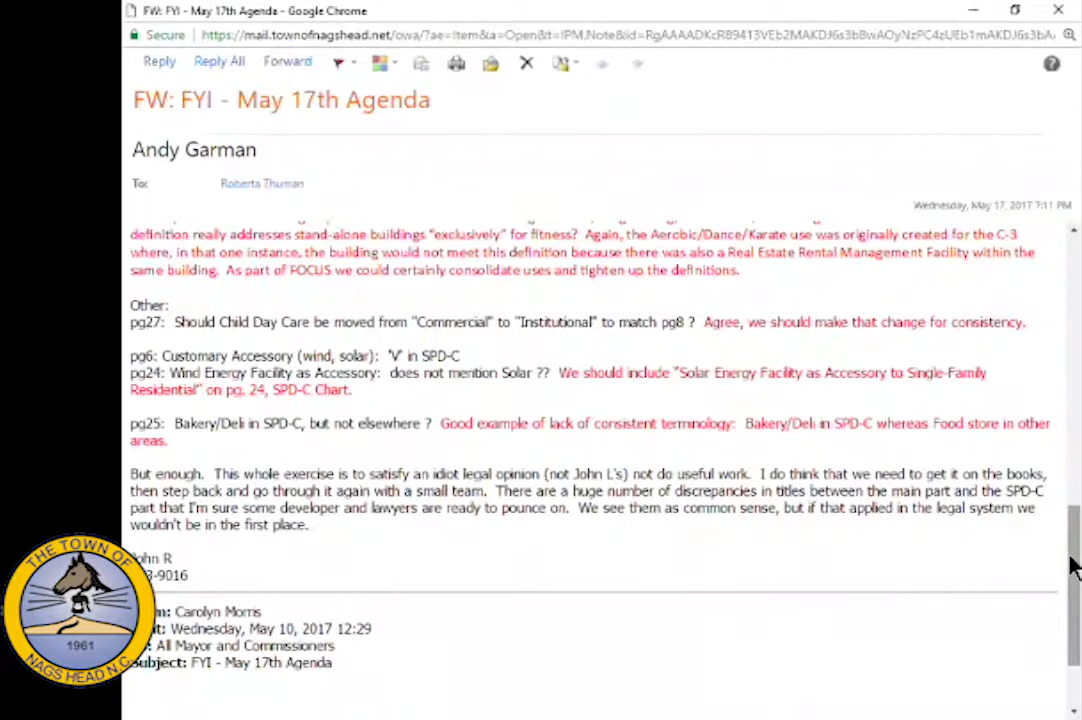 FW: FYI - May 17th Agenda - Google Chrome
Secure
https://mail.townofnagshead.net/owa/?ae=Item&a=Open&t=IPM.Note&id=
Reply Reply All Forward
FW: FYI - May 17th Agenda
Andy Garman
To: Roberta Thuman
Wednesday, May 17, 2017 7:11 PM
definition really addresses stand-alone buildings "exclusively" for fitness? Again, the Aerobic/Dance/Karate use was originally created for the C-3
where, in that one instance, the building would not meet this definition because there was also a Real Estate Rental Management Facility within the
same building. As part of FOCUS we could certainly consolidate uses and tighten up the definitions.
Other:
pg27: Should Child Day Care be moved from "Commercial" to "Institutional" to match pg8 ? Agree, we should make that change for consistency.
pg6: Customary Accessory (wind, solar): 'V' in SPD-C
pg24: Wind Energy Facility as Accessory: does not mention Solar ?? We should include "Solar Energy Facility as Accessory to Single-Family
Residential" on pg. 24, SPD-C Chart.
pg25: Bakery/Deli in SPD-C, but not elsewhere ? Good example of lack of consistent terminology: Bakery/Deli in SPD-C whereas Food store in other
areas.
But enough. This whole exercise is to satisfy an idiot legal opinion (not John L's) not do useful work. I do think that we need to get it on the books,
then step back and go through it again with a small team. There are a huge number of discrepancies in titles between the main part and the SPD-C
part that I'm sure some developer and lawyers are ready to pounce on. We see them as common sense, but if that applied in the legal system we
wouldn't be in the first place.
John R
-9016
Carolyn Morris
Wednesday, May 10, 2017 12:29
All Mayor and Commissioners
Subject: FYI - May 17th Agenda
THE TOWN OF
1961
NAGS HEAD N.C.